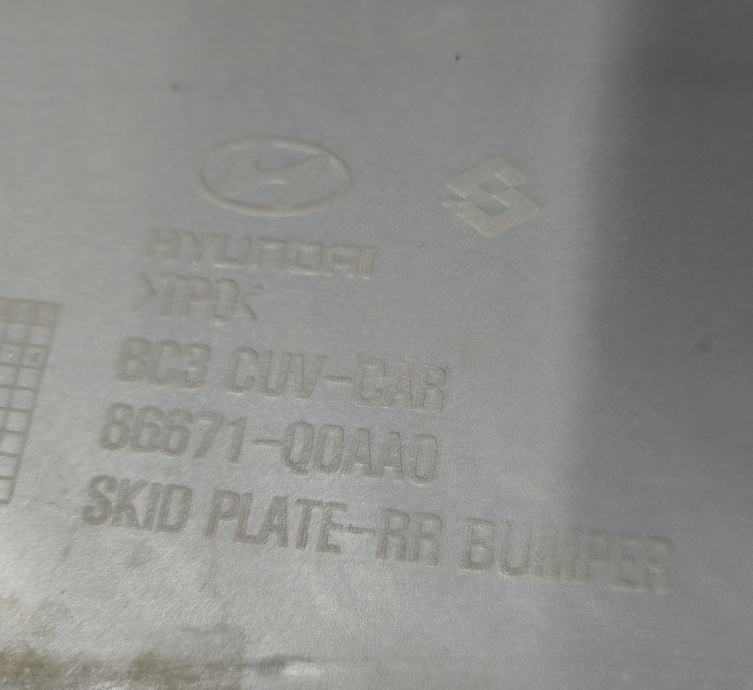 HYUNDAI
>TPO<
BC3 CUV-CAR
86671-Q0AA0
SKID PLATE-RR BUMPER